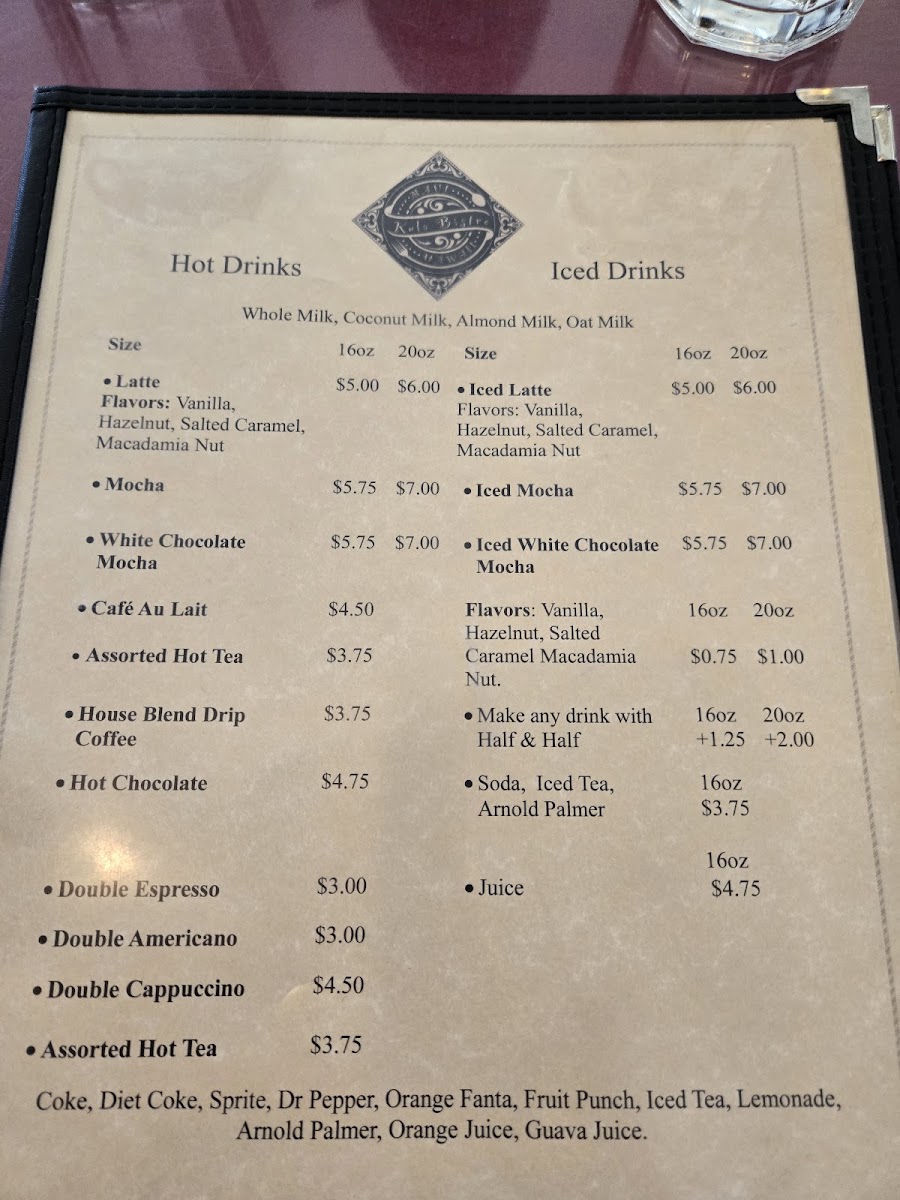 MAUI
Kula Bistro
HAWAII
Hot Drinks
Iced Drinks
Whole Milk, Coconut Milk, Almond Milk, Oat Milk
Size 16oz 20oz
• Latte $5.00 $6.00
Flavors: Vanilla,
Hazelnut, Salted Caramel,
Macadamia Nut
• Mocha $5.75 $7.00
• White Chocolate $5.75 $7.00
Mocha
• Café Au Lait $4.50
• Assorted Hot Tea $3.75
• House Blend Drip $3.75
Coffee
• Hot Chocolate $4.75
• Double Espresso $3.00
• Double Americano $3.00
• Double Cappuccino $4.50
• Assorted Hot Tea $3.75
Size 16oz 20oz
• Iced Latte $5.00 $6.00
Flavors: Vanilla,
Hazelnut, Salted Caramel,
Macadamia Nut
• Iced Mocha $5.75 $7.00
• Iced White Chocolate $5.75 $7.00
Mocha
Flavors: Vanilla, 16oz 20oz
Hazelnut, Salted
Caramel Macadamia $0.75 $1.00
Nut.
• Make any drink with 16oz 20oz
Half & Half +1.25 +2.00
• Soda, Iced Tea, 16oz
Arnold Palmer $3.75
16oz
• Juice $4.75
Coke, Diet Coke, Sprite, Dr Pepper, Orange Fanta, Fruit Punch, Iced Tea, Lemonade,
Arnold Palmer, Orange Juice, Guava Juice.